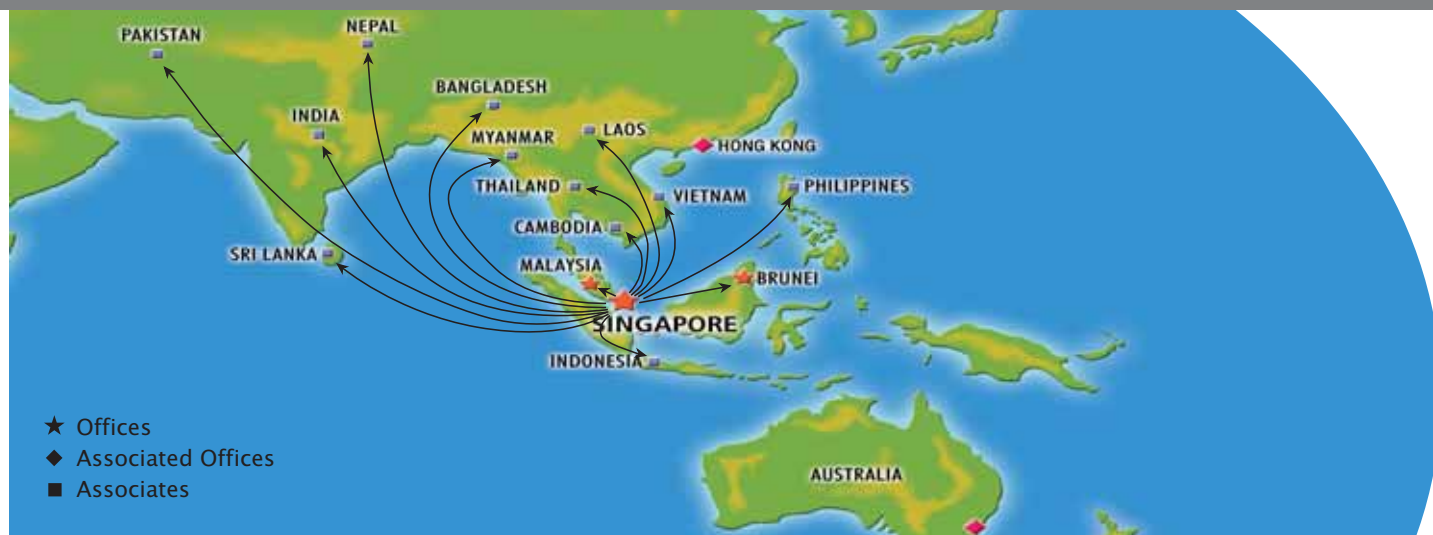 NEPAL
PAKISTAN
BANGLADESH
INDIA
LAOS
MYANMAR
HONG KONG
THAILAND
PHILIPPINES
VIETNAM
CAMBODIA
SRI LANKA
MALAYSIA
BRUNEI
SINGAPORE
INDONESIA
Offices
Associated Offices
Associates
AUSTRALIA